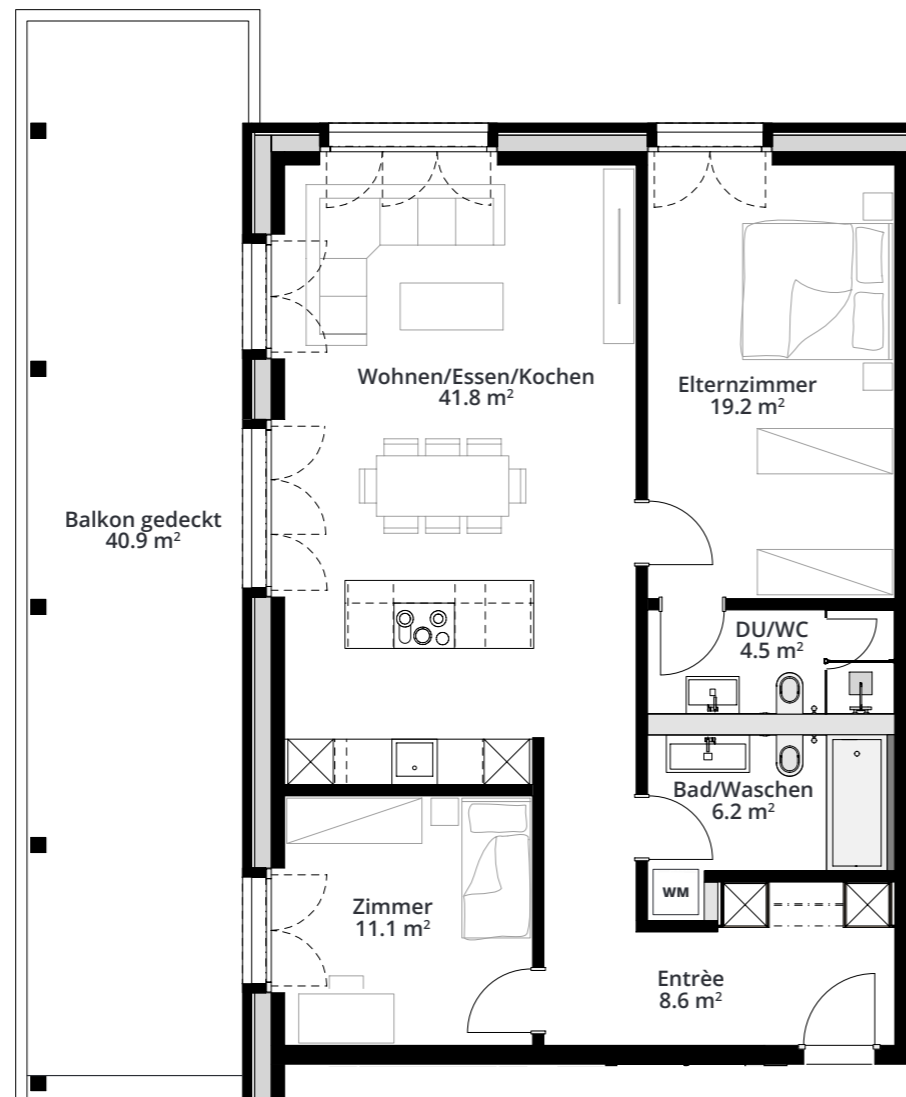 Wohnen/Essen/Kochen
41.8 m²
Elternzimmer
19.2 m²
Balkon gedeckt
40.9 m²
DU/WC
4.5 m²
Bad/Waschen
6.2 m²
WM
Zimmer
11.1 m²
Entrèe
8.6 m²